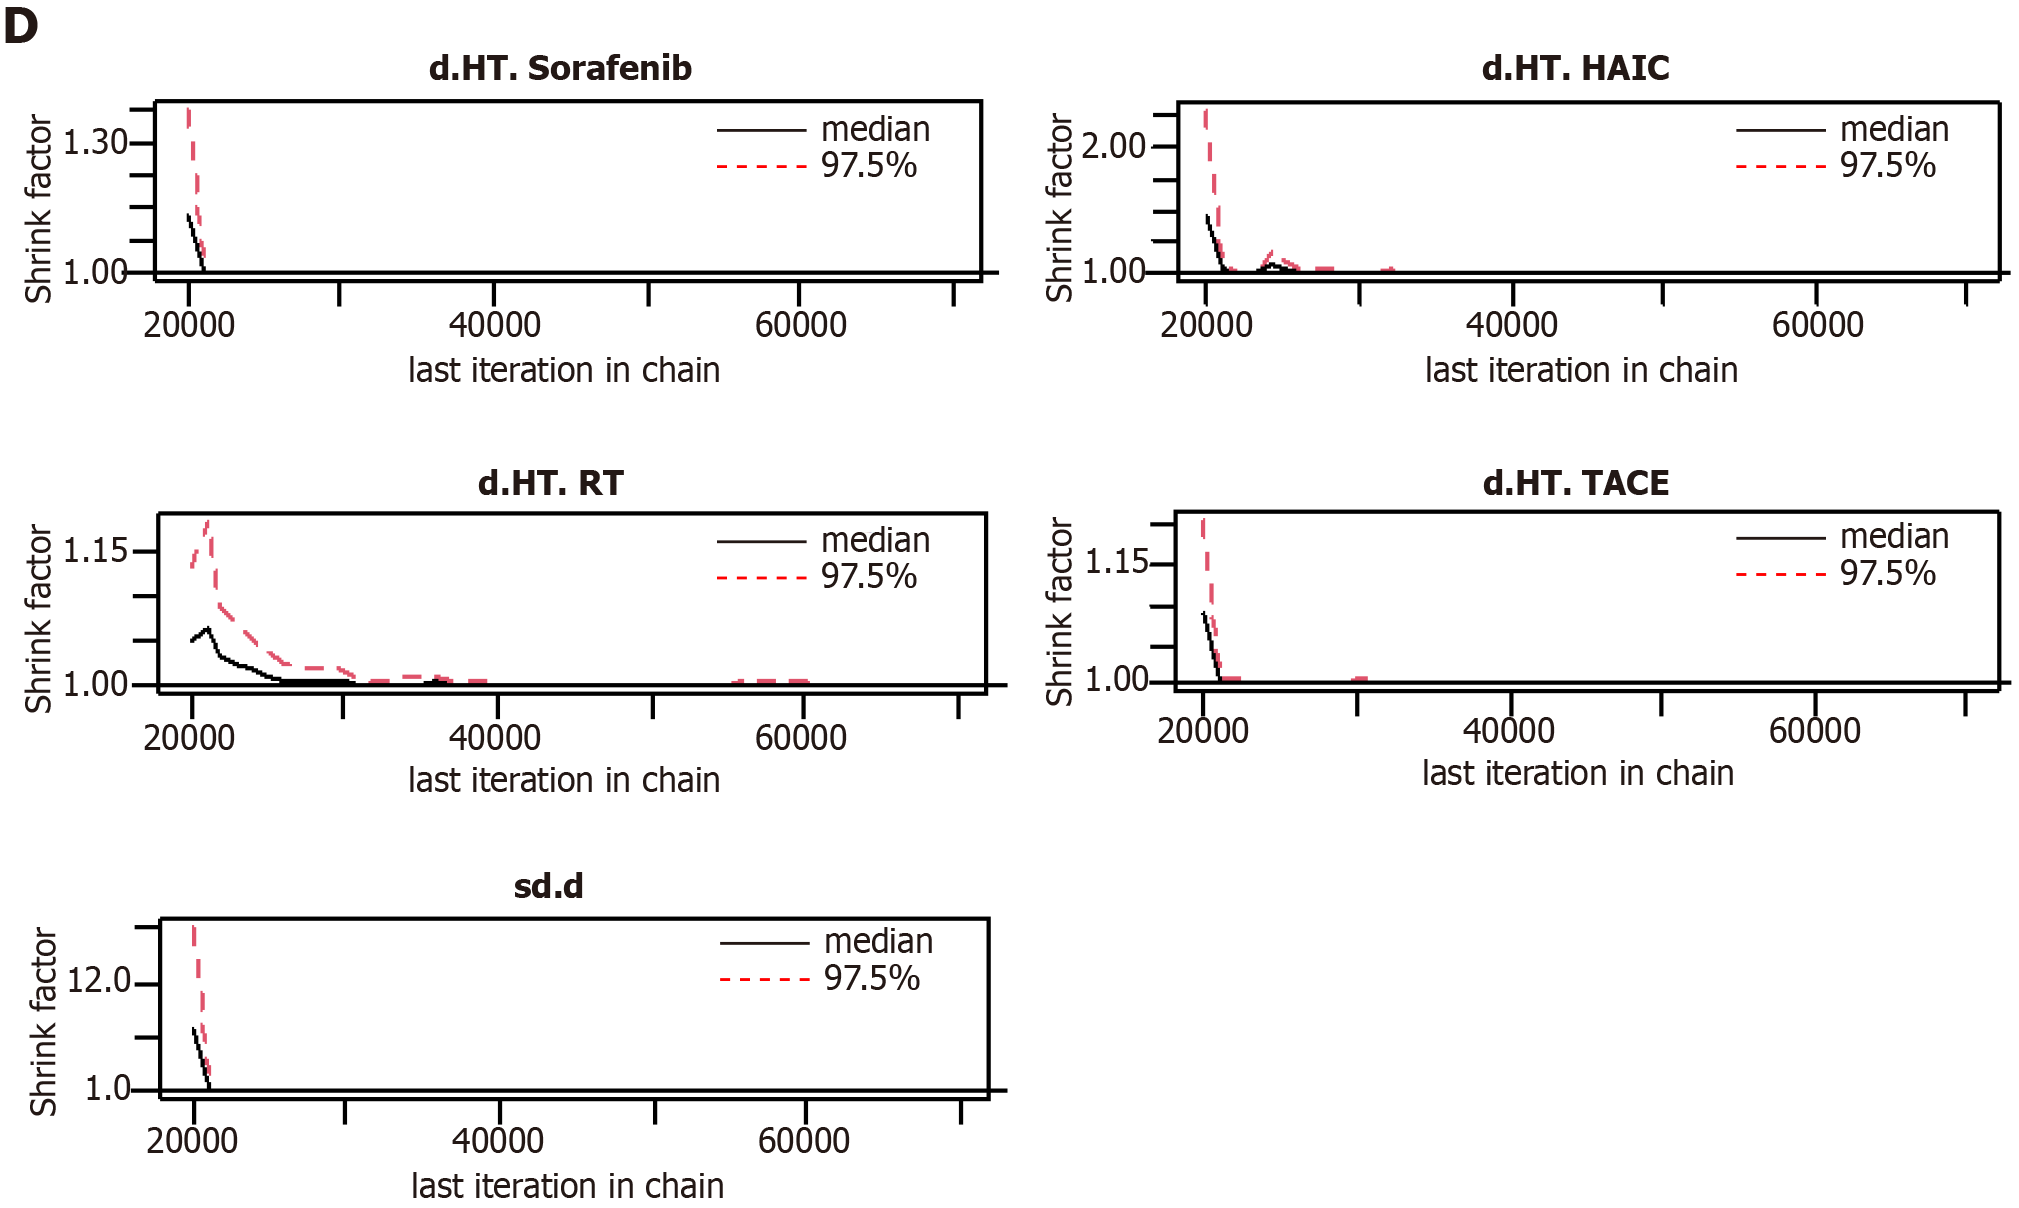 D
d.HT. Sorafenib
Shrink factor
1.30
1.00
median
97.5%
20000 40000 60000
last iteration in chain
d.HT. HAIC
Shrink factor
2.00
1.00
median
97.5%
20000 40000 60000
last iteration in chain
d.HT. RT
Shrink factor
1.15
1.00
median
97.5%
20000 40000 60000
last iteration in chain
d.HT. TACE
Shrink factor
1.15
1.00
median
97.5%
20000 40000 60000
last iteration in chain
sd.d
Shrink factor
12.0
1.0
median
97.5%
20000 40000 60000
last iteration in chain